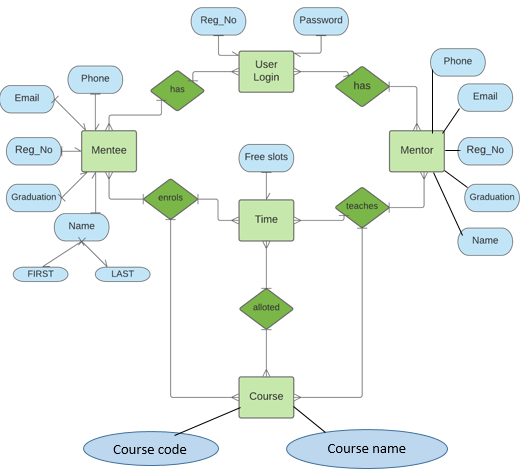 Reg_No
Password
User
Login
Phone
has
has
Phone
Email
Email
Reg_No
Mentee
Mentor
Reg_No
Free slots
Graduation
enrols
teaches
Graduation
Time
Name
Name
FIRST
LAST
alloted
Course
Course code
Course name